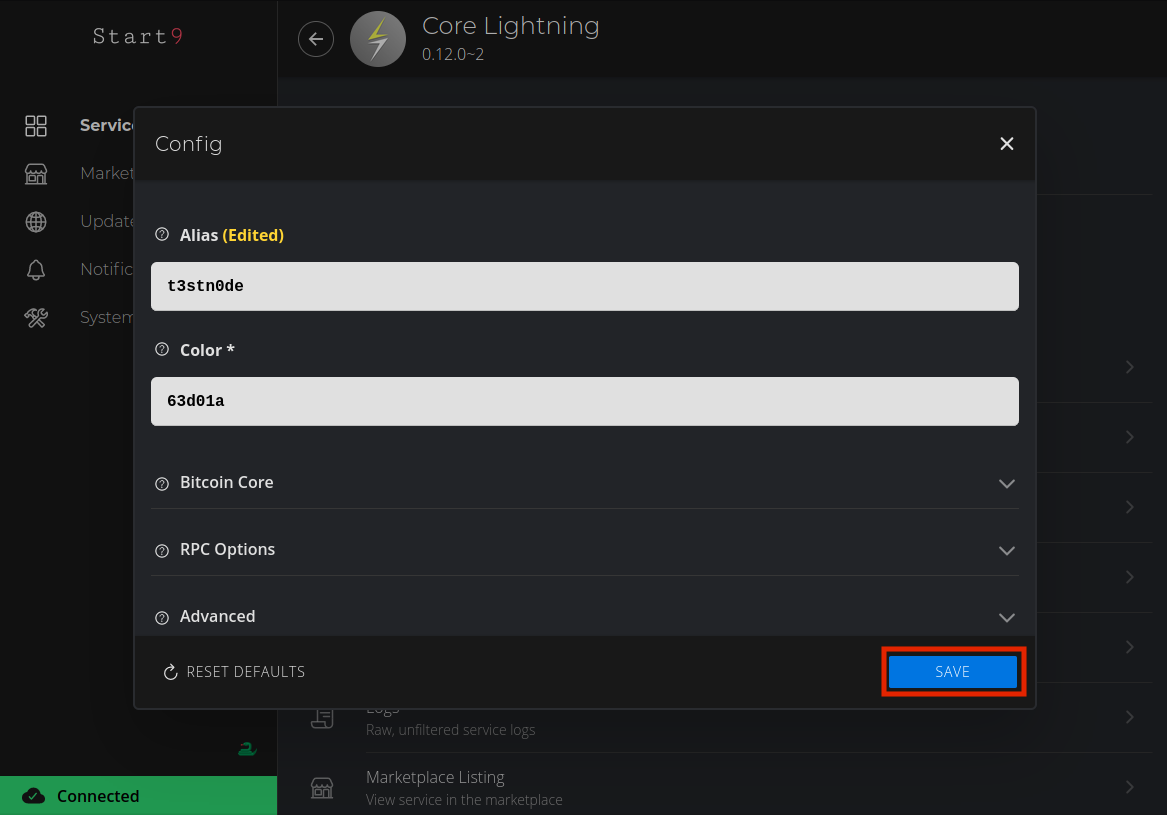 Start9
Core Lightning
0.12.0~2
Servic
Market
Update
Notific
System
Config
Alias (Edited)
t3stn0de
Color *
63d01a
Bitcoin Core
RPC Options
Advanced
RESET DEFAULTS
SAVE
Logs
Raw, unfiltered service logs
Marketplace Listing
View service in the marketplace
Connected